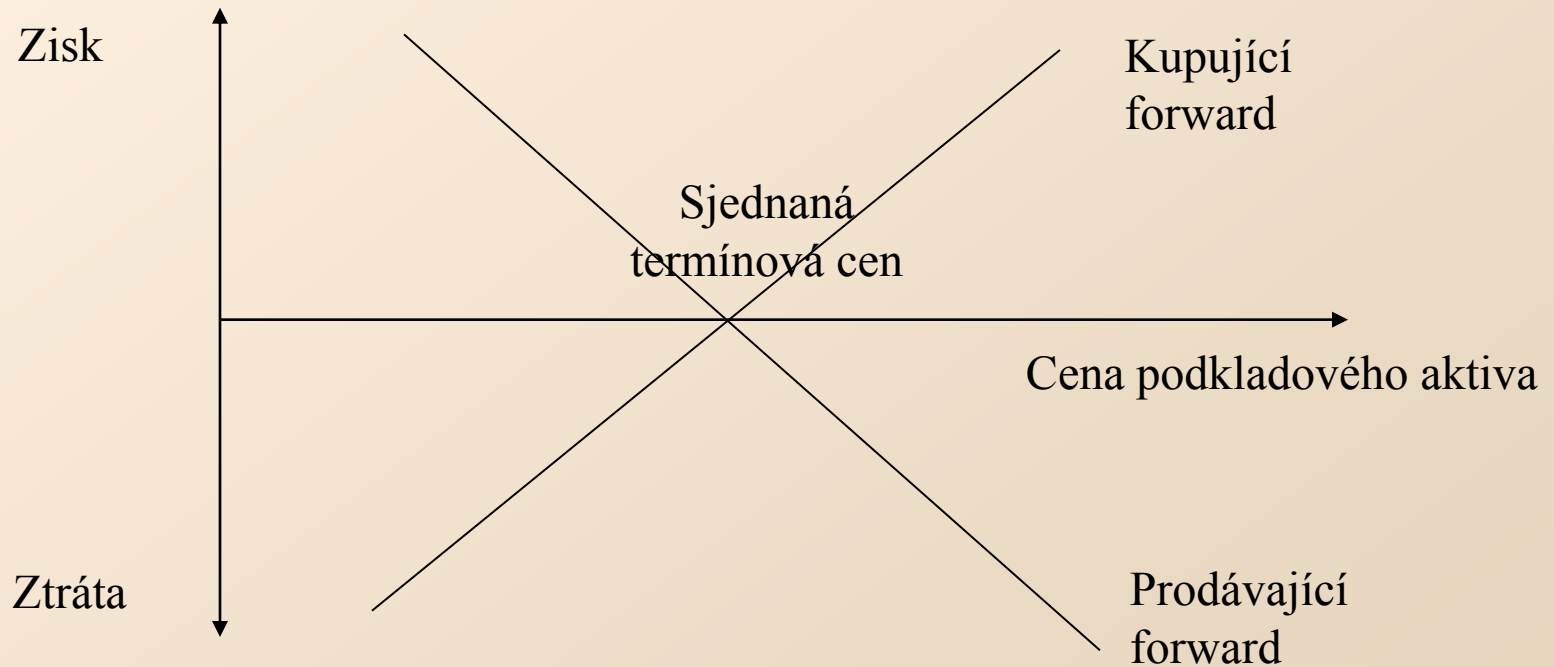 Zisk
Kupující
forward
Sjednaná
termínová cen
Cena podkladového aktiva
Ztráta
Prodávající
forward